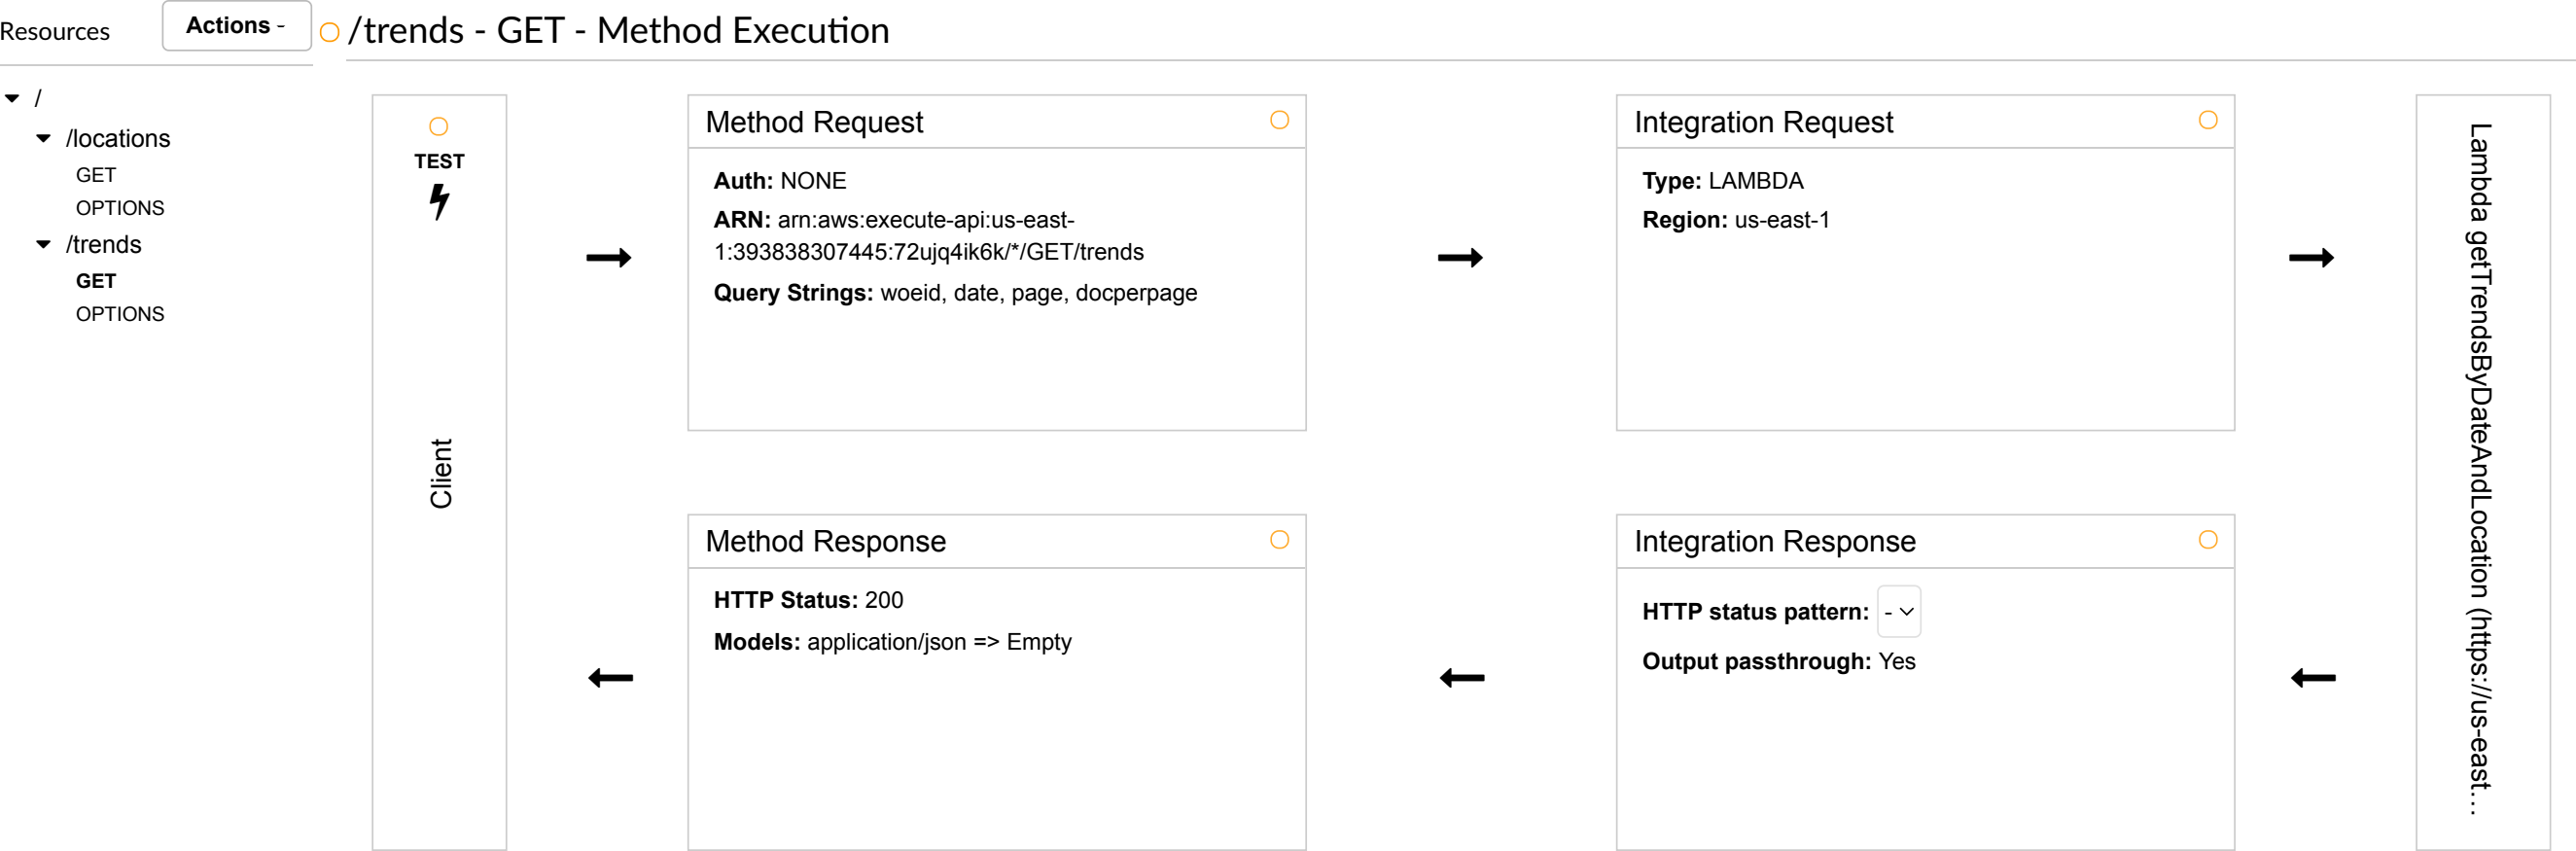 Resources
Actions -
/trends - GET - Method Execution
/
/locations
GET
OPTIONS
/trends
GET
OPTIONS
TEST
Client
Method Request
Auth: NONE
ARN: arn:aws:execute-api:us-east-
1:393838307445:72ujq4ik6k/*/GET/trends
Query Strings: woeid, date, page, docperpage
Integration Request
Type: LAMBDA
Region: us-east-1
Lambda getTrendsByDateAndLocation (https://us-east...
Method Response
HTTP Status: 200
Models: application/json => Empty
Integration Response
HTTP status pattern: -
Output passthrough: Yes